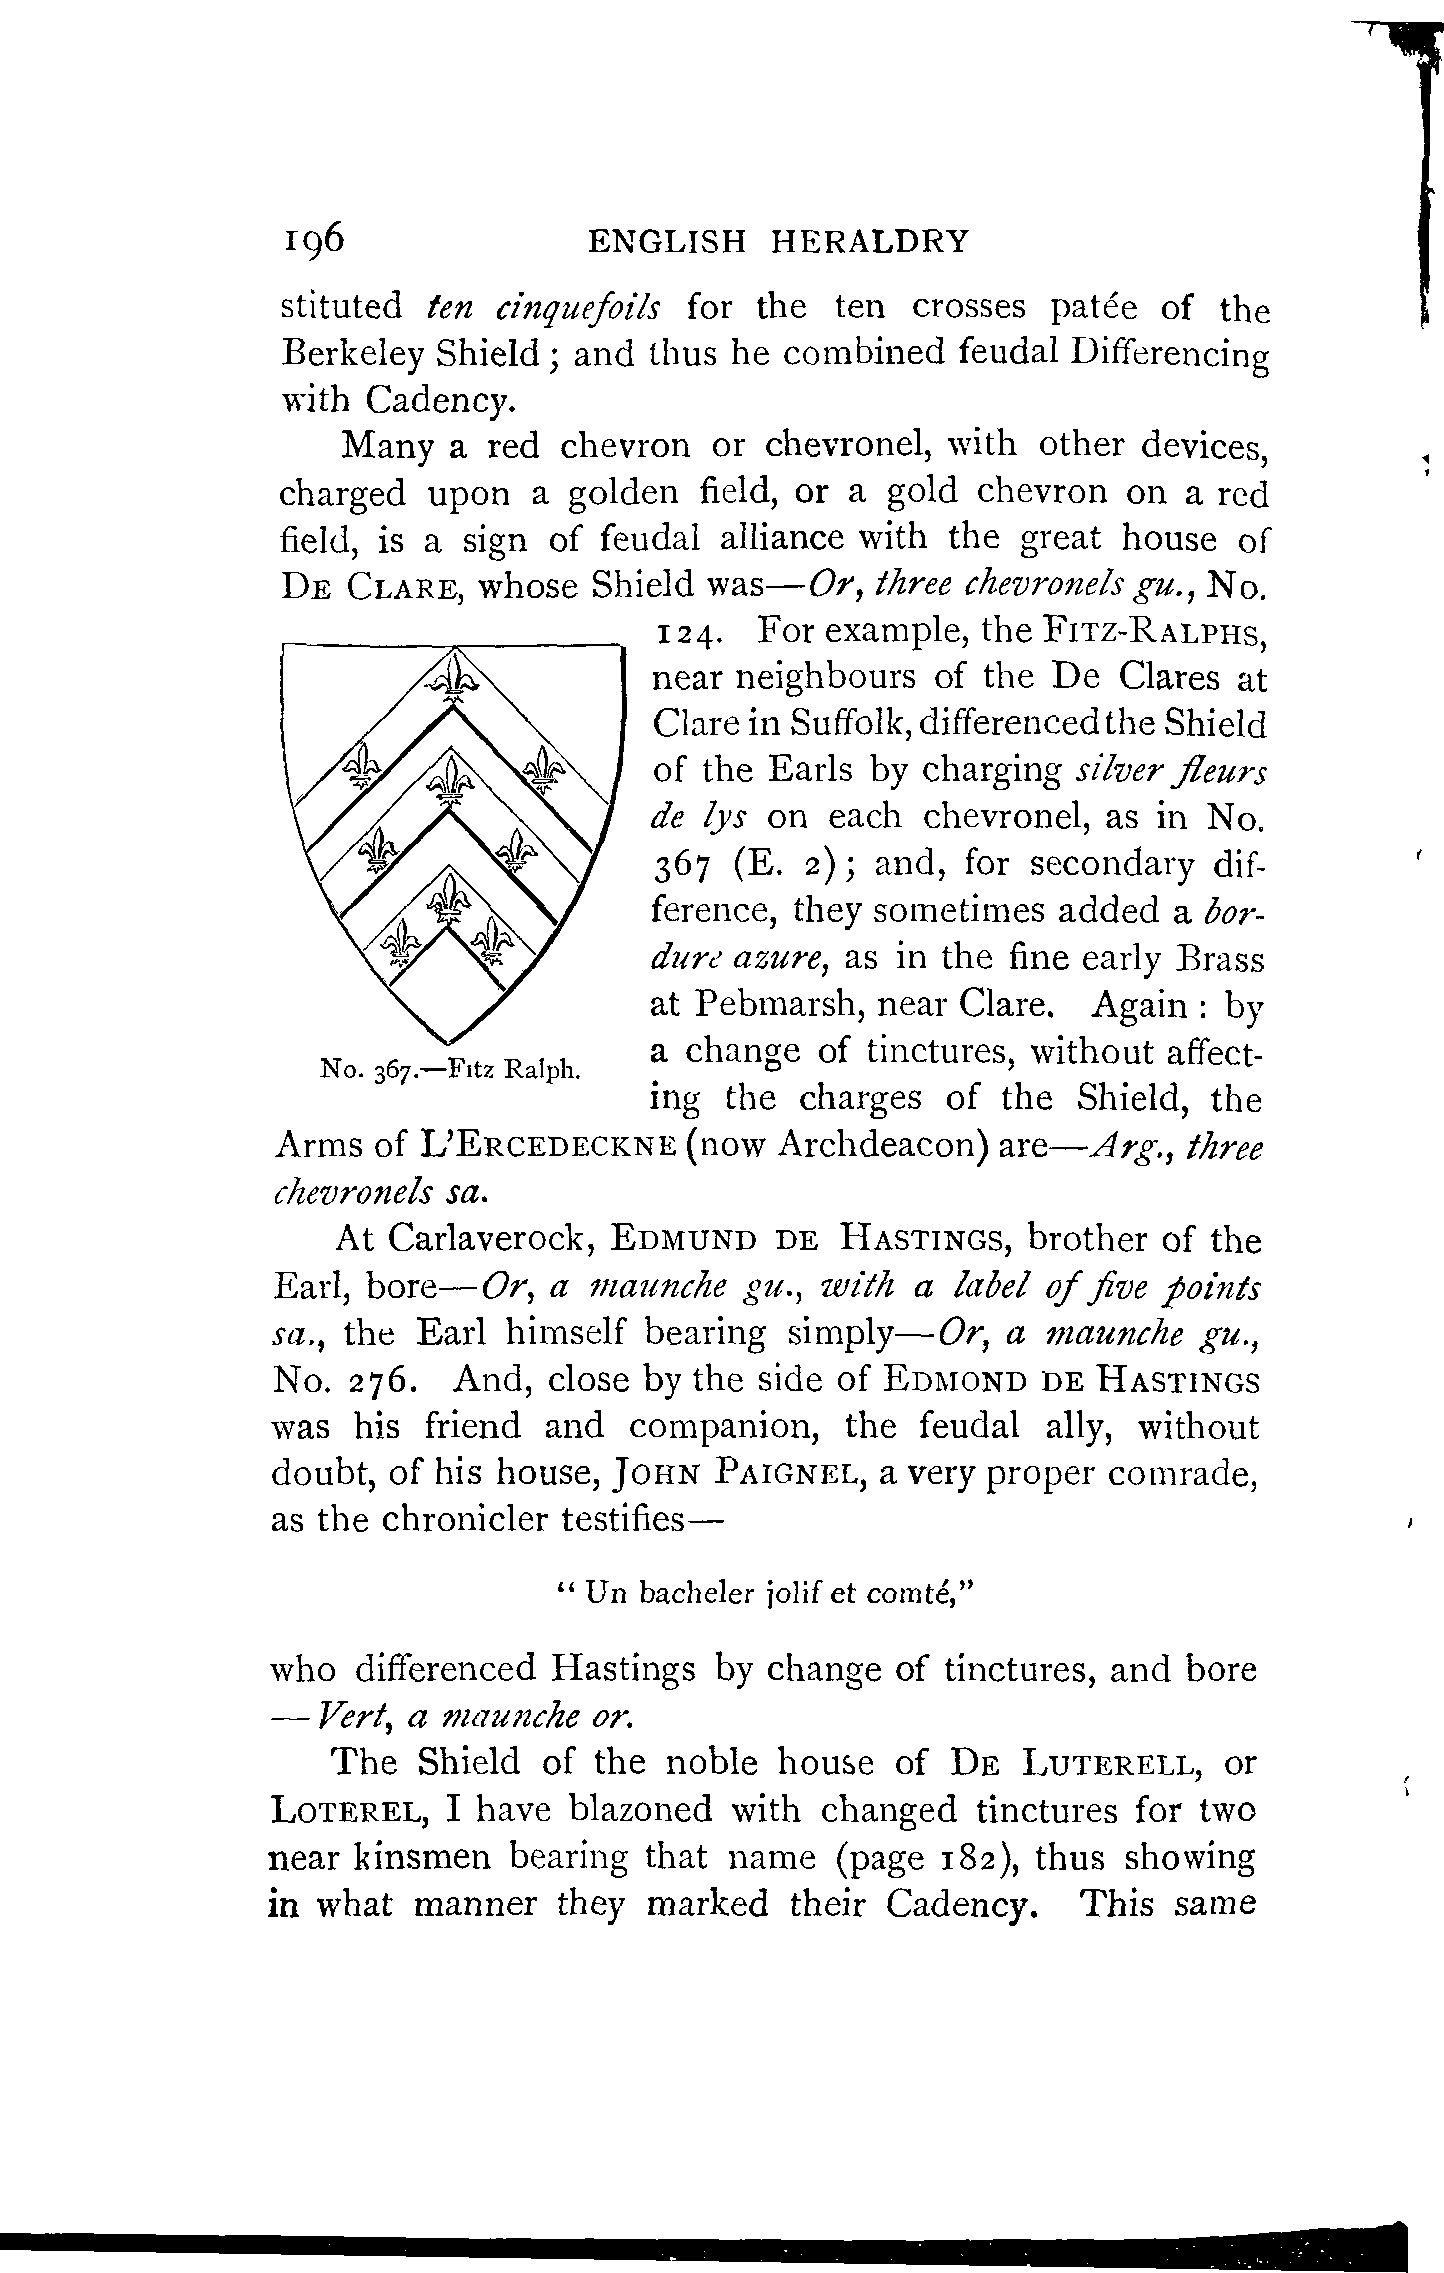 196 ENGLISH HERALDRY
stituted ten cinquefoils for the ten crosses patée of the
Berkeley Shield ; and thus he combined feudal Differencing
with Cadency.
Many a red chevron or chevronel, with other devices,
charged upon a golden field, or a gold chevron on a red
field, is a sign of feudal alliance with the great house of
DE CLARE, whose Shield was—Or, three chevronels gu., No.
124. For example, the FITZ-RALPHS,
near neighbours of the De Clares at
Clare in Suffolk, differenced the Shield
of the Earls by charging silver fleurs
de lys on each chevronel, as in No.
367 (E. 2) ; and, for secondary dif-
ference, they sometimes added a bor-
dure azure, as in the fine early Brass
at Pebmarsh, near Clare. Again : by
a change of tinctures, without affect-
ing the charges of the Shield, the
No. 367.—Fitz Ralph.
Arms of L'ERCEDECKNE (now Archdeacon) are—Arg., three
chevronels sa.
At Carlaverock, EDMUND DE HASTINGS, brother of the
Earl, bore—Or, a maunche gu., with a label of five points
sa., the Earl himself bearing simply—Or, a maunche gu.,
No. 276. And, close by the side of EDMOND DE HASTINGS
was his friend and companion, the feudal ally, without
doubt, of his house, JOHN PAIGNEL, a very proper comrade,
as the chronicler testifies—
“ Un bacheler jolif et comté,”
who differenced Hastings by change of tinctures, and bore
— Vert, a maunche or.
The Shield of the noble house of DE LUTERELL, or
LOTEREL, I have blazoned with changed tinctures for two
near kinsmen bearing that name (page 182), thus showing
in what manner they marked their Cadency. This same